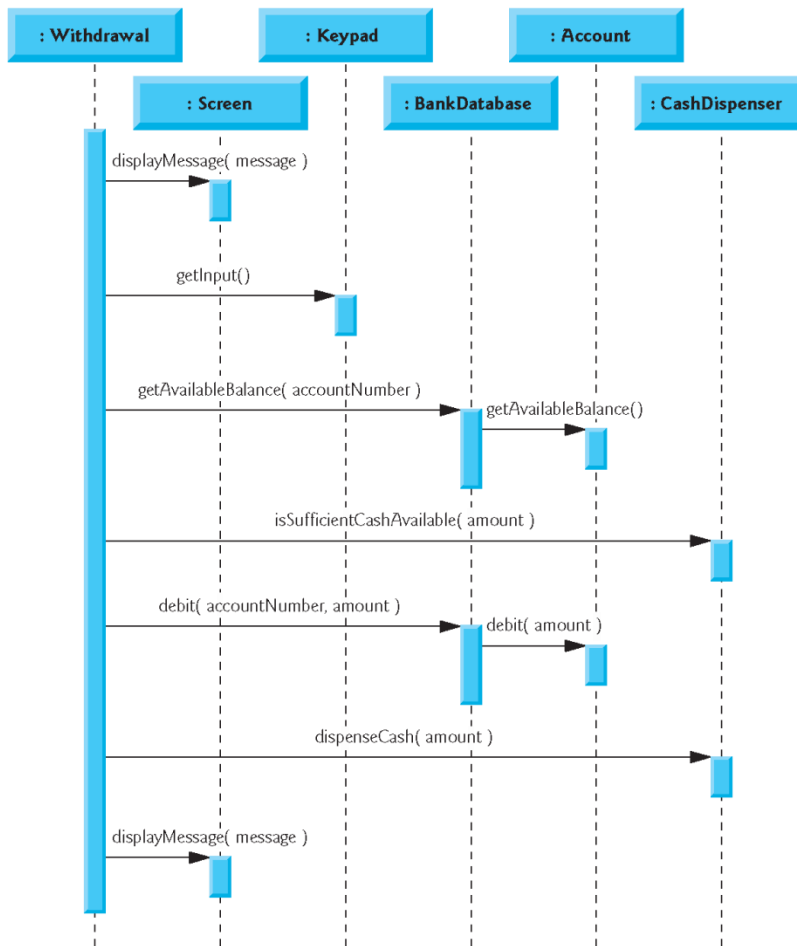 : Withdrawal
: Keypad
: Account
: Screen
: BankDatabase
: CashDispenser
displayMessage( message )
getInput()
getAvailableBalance( accountNumber )
getAvailableBalance()
isSufficientCashAvailable( amount )
debit( accountNumber, amount )
debit( amount )
dispenseCash( amount )
displayMessage( message )